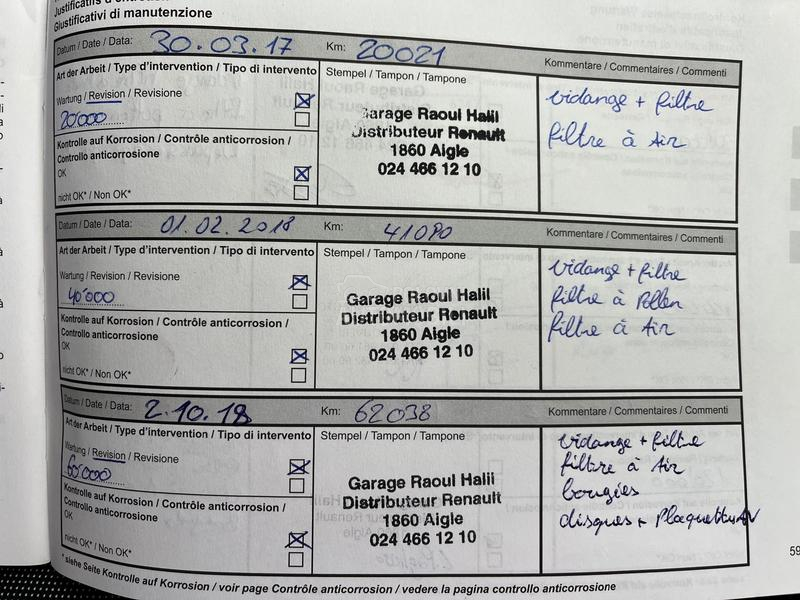 Giustificativi di manutenzione
Datum / Date / Data: 30.03.17 Km: 20021
Kommentare / Commentaires / Commenti
Art der Arbeit / Type d'intervention / Tipo di intervento
Stempel / Tampon / Tampone
Wartung / Revision / Revisione
20'000
Kontrolle auf Korrosion / Contrôle anticorrosion /
Controllo anticorrosione
OK
nicht OK* / Non OK*
Garage Raoul Halil
Distributeur Renault
1860 Aigle
024 466 12 10
vidange + filtre
filtre à Air
Datum / Date / Data: 01.02.2018 Km: 41090
Kommentare / Commentaires / Commenti
Art der Arbeit / Type d'intervention / Tipo di intervento
Stempel / Tampon / Tampone
Wartung / Revision / Revisione
40'000
Kontrolle auf Korrosion / Contrôle anticorrosion /
Controllo anticorrosione
OK
nicht OK* / Non OK*
Garage Raoul Halil
Distributeur Renault
1860 Aigle
024 466 12 10
vidange + filtre
filtre à Pollen
filtre à Air
Datum / Date / Data: 2.10.18 Km: 62038
Kommentare / Commentaires / Commenti
Art der Arbeit / Type d'intervention / Tipo di intervento
Stempel / Tampon / Tampone
Wartung / Revision / Revisione
60'000
Kontrolle auf Korrosion / Contrôle anticorrosion /
Controllo anticorrosione
OK
nicht OK* / Non OK*
Garage Raoul Halil
Distributeur Renault
1860 Aigle
024 466 12 10
vidange + filtre
filtre à Air
bougies
disques + Plaquettes AV
* siehe Seite Kontrolle auf Korrosion / voir page Contrôle anticorrosion / vedere la pagina controllo anticorrosione
59